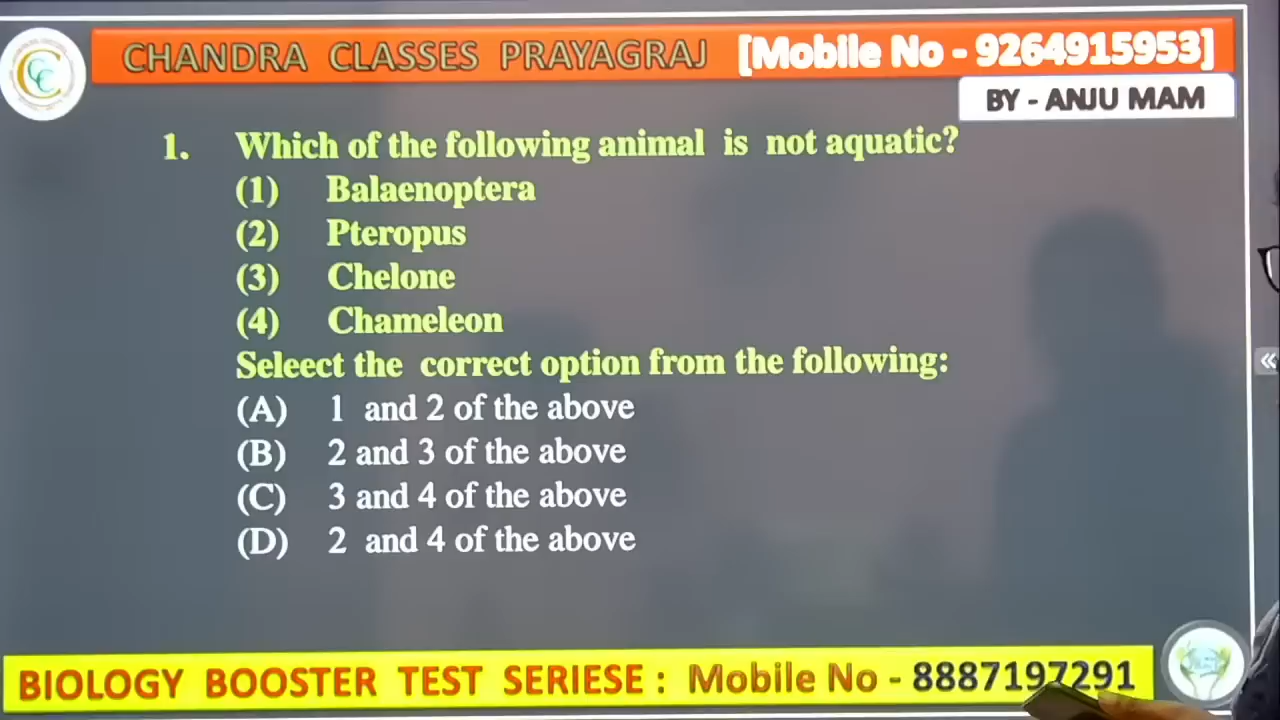 CHANDRA CLASSES PRAYAGRAJ [Mobile No - 9264915953]
BY - ANJU MAM
1. Which of the following animal is not aquatic?
(1) Balaenoptera
(2) Pteropus
(3) Chelone
(4) Chameleon
Seleect the correct option from the following:
(A) 1 and 2 of the above
(B) 2 and 3 of the above
(C) 3 and 4 of the above
(D) 2 and 4 of the above
BIOLOGY BOOSTER TEST SERIESE : Mobile No - 8887197291